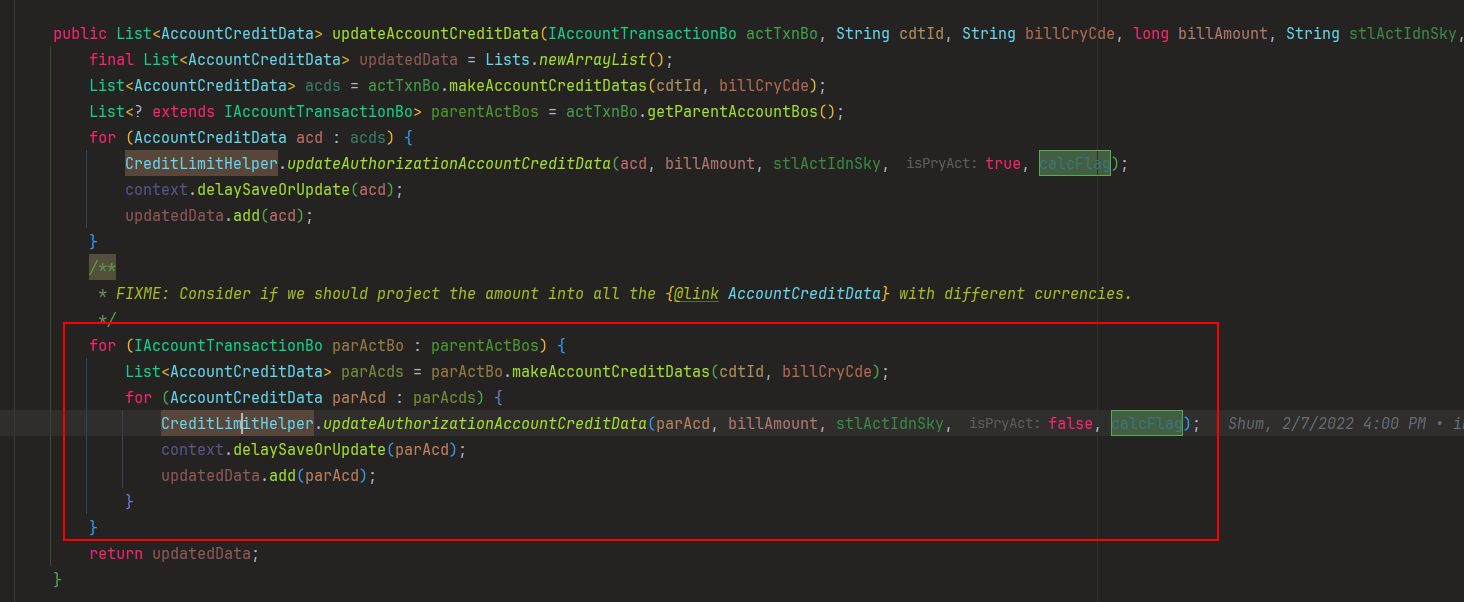 public List<AccountCreditData> updateAccountCreditData(IAccountTransactionBo actTxnBo, String cdtId, String billCryCde, long billAmount, String stlActIdnSky,
final List<AccountCreditData> updatedData = Lists.newArrayList();
List<AccountCreditData> acds = actTxnBo.makeAccountCreditDatas(cdtId, billCryCde);
List<? extends IAccountTransactionBo> parentActBos = actTxnBo.getParentAccountBos();
for (AccountCreditData acd : acds) {
CreditLimitHelper.updateAuthorizationAccountCreditData(acd, billAmount, stlActIdnSky, isPryAct: true, calcFlag);
context.delaySaveOrUpdate(acd);
updatedData.add(acd);
}
/**
* FIXME: Consider if we should project the amount into all the {@link AccountCreditData} with different currencies.
*/
for (IAccountTransactionBo parActBo : parentActBos) {
List<AccountCreditData> parAcds = parActBo.makeAccountCreditDatas(cdtId, billCryCde);
for (AccountCreditData parAcd : parAcds) {
CreditLimitHelper.updateAuthorizationAccountCreditData(parAcd, billAmount, stlActIdnSky, isPryAct: false, calcFlag); Shum, 2/7/2022 4:00 PM •
context.delaySaveOrUpdate(parAcd);
updatedData.add(parAcd);
}
}
return updatedData;
}